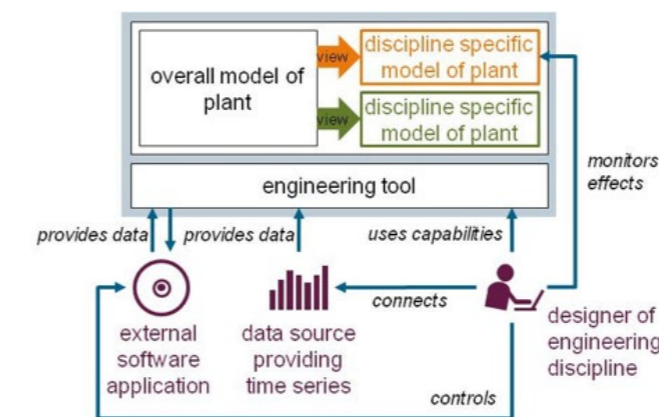 overall model of
plant
view
discipline specific
model of plant
view
discipline specific
model of plant
engineering tool
monitors
effects
provides data
provides data
uses capabilities
connects
external
software
application
data source
providing
time series
designer of
engineering
discipline
controls